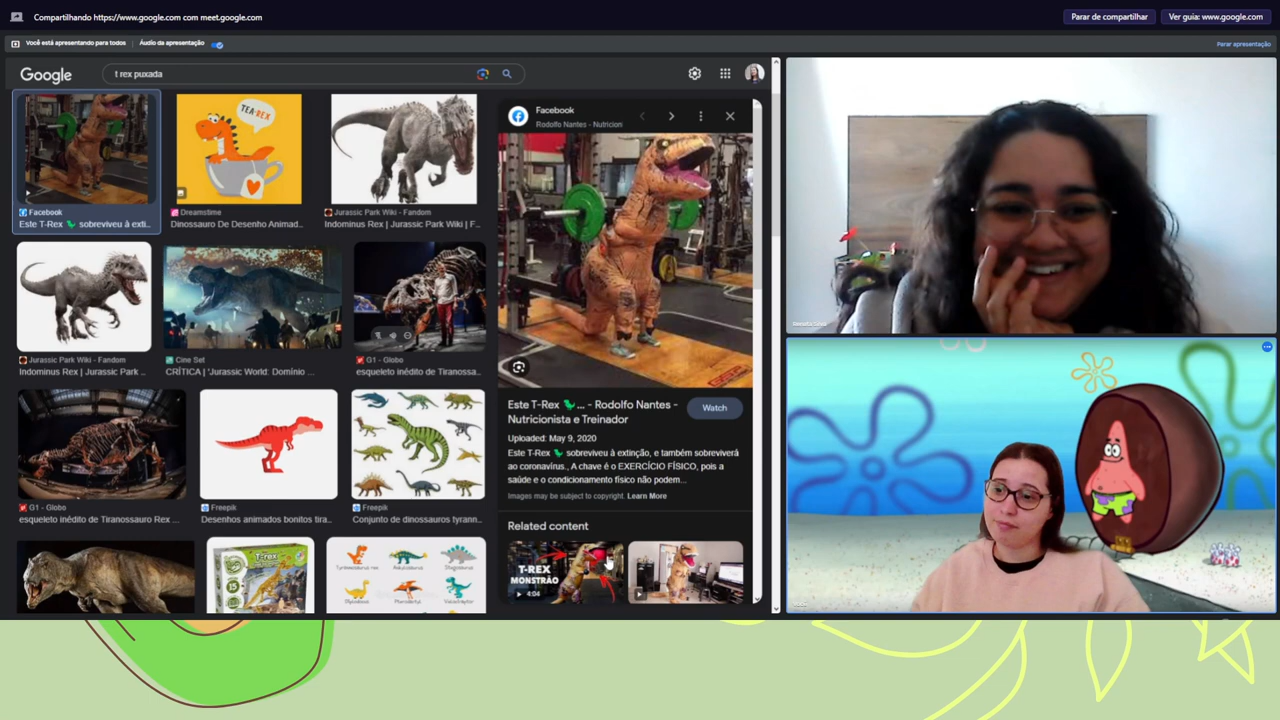 Compartilhando https://www.google.com com meet.google.com
Parar de compartilhar
Ver guia: www.google.com
Você está apresentando para todos
Áudio da apresentação
Parar apresentação
Google
t rex puxada
Facebook
Este T-Rex 🦖 sobreviveu à exti...
TEA-REX
Dreamstime
Dinossauro De Desenho Animad...
Jurassic Park Wiki - Fandom
Indominus Rex | Jurassic Park Wiki | F...
Jurassic Park Wiki - Fandom
Indominus Rex | Jurassic Park ...
Cine Set
CRÍTICA | 'Jurassic World: Domínio ...
G1 - Globo
esqueleto inédito de Tiranossa...
G1 - Globo
esqueleto inédito de Tiranossauro Rex ...
Freepik
Desenhos animados bonitos tira...
Freepik
Conjunto de dinossauros tyrann...
T-rex
15
Facebook
Rodolfo Nantes - Nutricion
Este T-Rex 🦖... - Rodolfo Nantes -
Nutricionista e Treinador
Watch
Uploaded: May 9, 2020
Este T-Rex 🦖 sobreviveu à extinção, e também sobreviverá
ao coronavírus., A chave é o EXERCÍCIO FÍSICO, pois a
saúde e o condicionamento físico não podem...
Images may be subject to copyright. Learn More
Related content
T-REX
MONSTRÃO
4:04